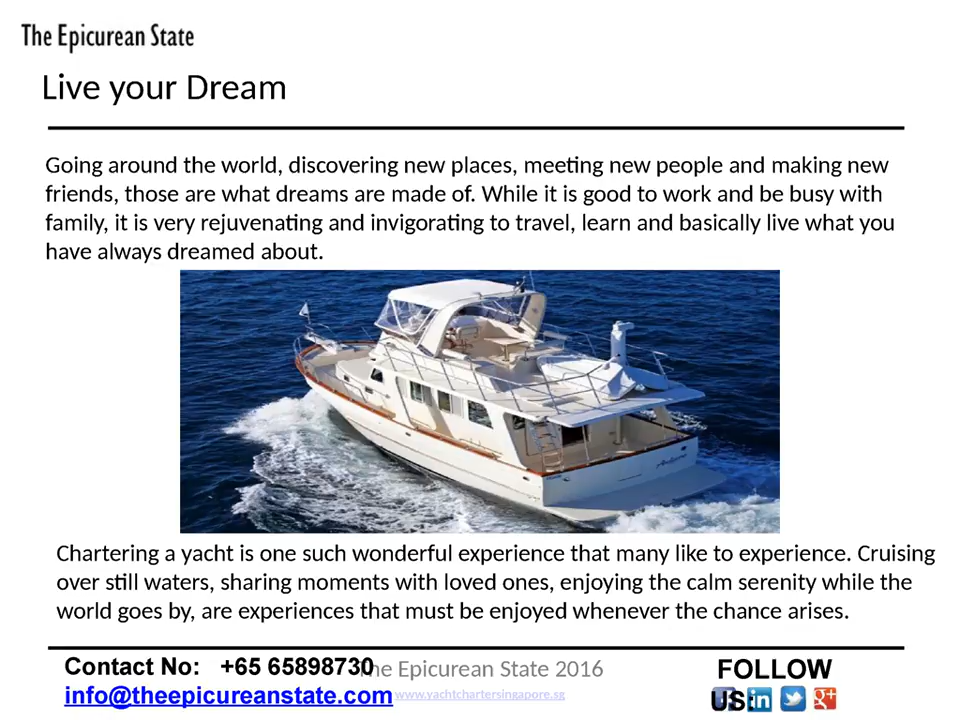 The Epicurean State
Live your Dream
Going around the world, discovering new places, meeting new people and making new
friends, those are what dreams are made of. While it is good to work and be busy with
family, it is very rejuvenating and invigorating to travel, learn and basically live what you
have always dreamed about.
Chartering a yacht is one such wonderful experience that many like to experience. Cruising
over still waters, sharing moments with loved ones, enjoying the calm serenity while the
world goes by, are experiences that must be enjoyed whenever the chance arises.
Contact No: +65 65898730 The Epicurean State 2016
info@theepicureanstate.com www.yachtchartersingapore.sg
FOLLOW
US: